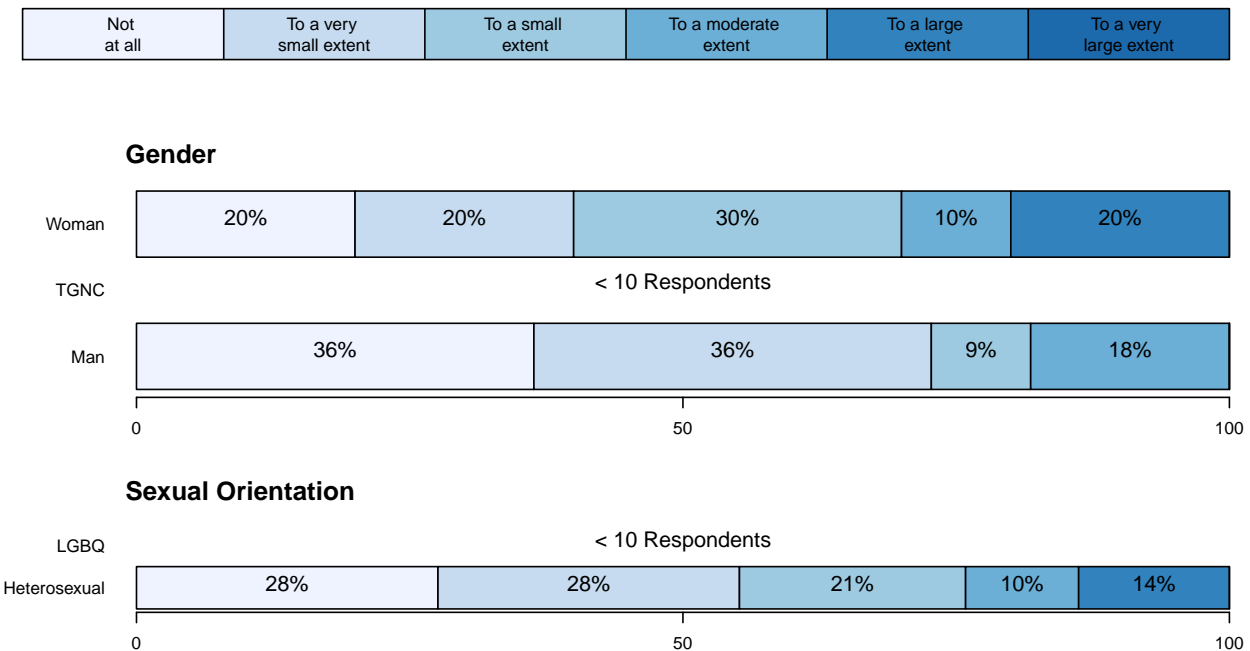 Not
at all
To a very
small extent
To a small
extent
To a moderate
extent
To a large
extent
To a very
large extent
Gender
Woman
20%
20%
30%
10%
20%
TGNC
< 10 Respondents
Man
36%
36%
9%
18%
0
50
100
Sexual Orientation
LGBQ
< 10 Respondents
Heterosexual
28%
28%
21%
10%
14%
0
50
100